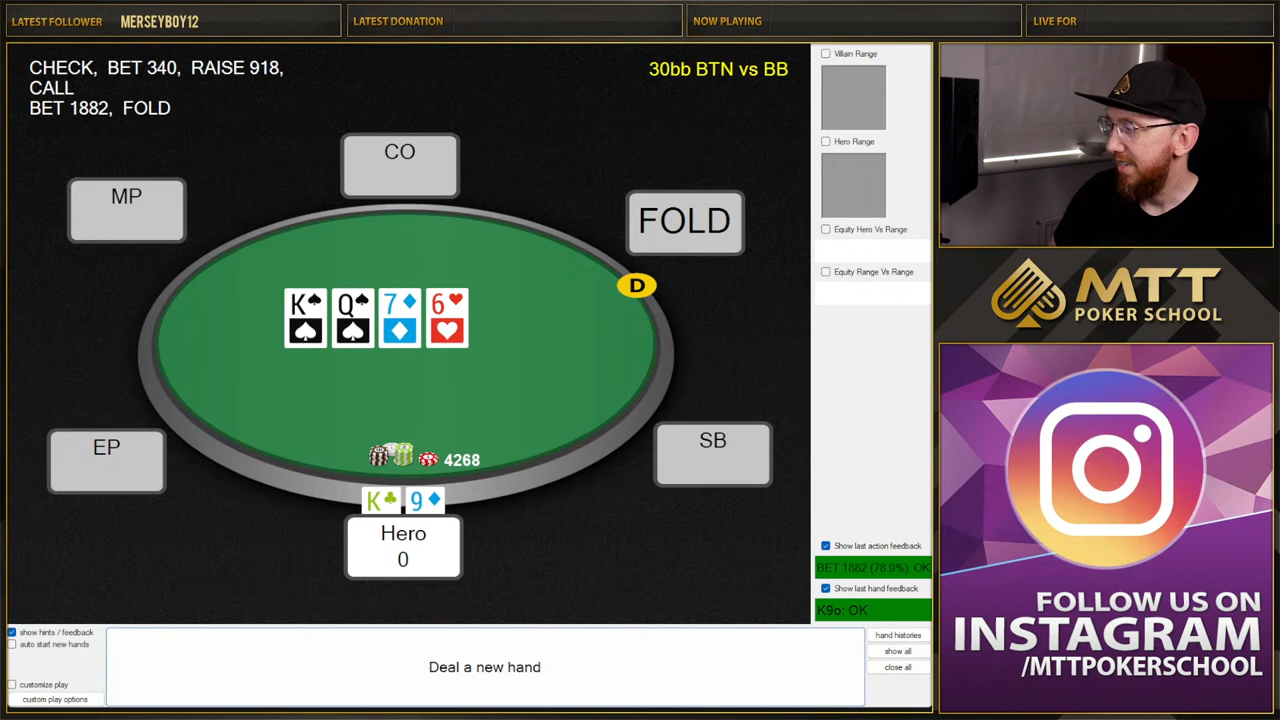 LATEST FOLLOWER MERSEYBOY12 LATEST DONATION NOW PLAYING LIVE FOR
CHECK, BET 340, RAISE 918,
CALL
BET 1882, FOLD
30bb BTN vs BB
CO
MP
FOLD
D
K Q 7 6
EP
SB
4268
K 9
Hero
0
Villain Range
Hero Range
Equity Hero Vs Range
Equity Range Vs Range
Show last action feedback
BET 1882 (78.9%): OK
Show last hand feedback
K9o: OK
show hints / feedback
auto start new hands
customize play
custom play options
Deal a new hand
hand histories
show all
close all
MTT
POKER SCHOOL
FOLLOW US ON
INSTAGRAM
/MTTPOKERSCHOOL